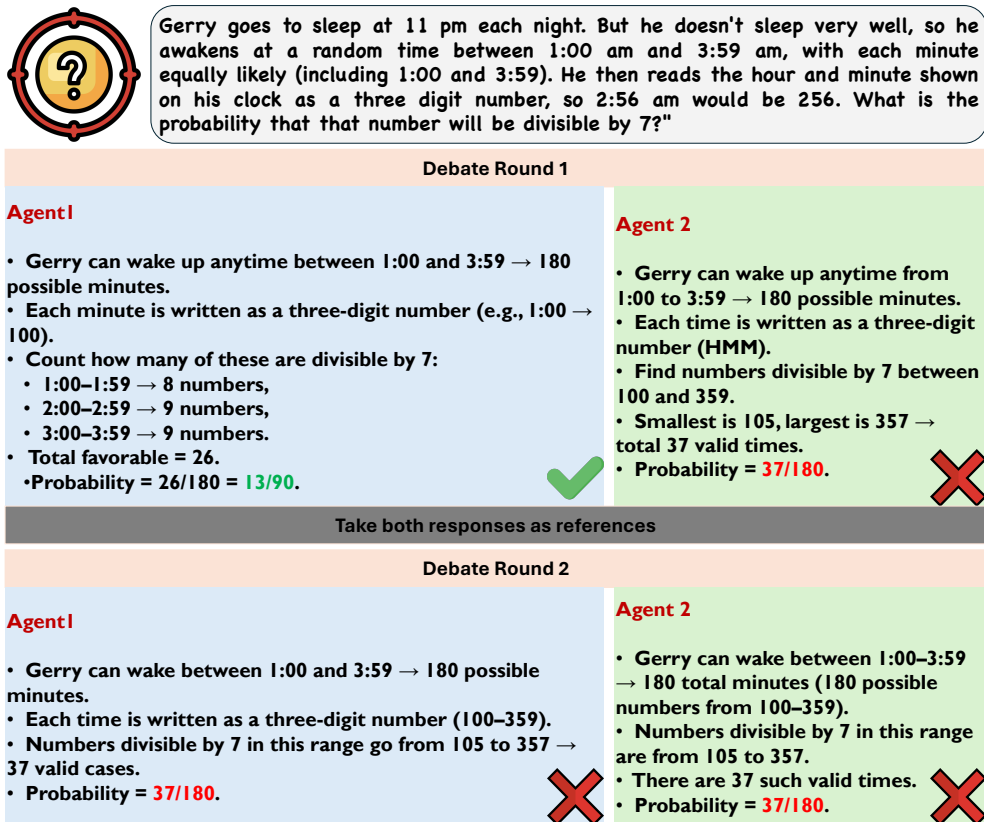 Gerry goes to sleep at 11 pm each night. But he doesn't sleep very well, so he
awakens at a random time between 1:00 am and 3:59 am, with each minute
equally likely (including 1:00 and 3:59). He then reads the hour and minute shown
on his clock as a three digit number, so 2:56 am would be 256. What is the
probability that that number will be divisible by 7?"
Debate Round 1
Agent1
• Gerry can wake up anytime between 1:00 and 3:59 → 180
possible minutes.
• Each minute is written as a three-digit number (e.g., 1:00 →
100).
• Count how many of these are divisible by 7:
• 1:00–1:59 → 8 numbers,
• 2:00–2:59 → 9 numbers,
• 3:00–3:59 → 9 numbers.
• Total favorable = 26.
•Probability = 26/180 = 13/90.
Agent 2
• Gerry can wake up anytime from
1:00 to 3:59 → 180 possible minutes.
• Each time is written as a three-digit
number (HMM).
• Find numbers divisible by 7 between
100 and 359.
• Smallest is 105, largest is 357 →
total 37 valid times.
• Probability = 37/180.
Take both responses as references
Debate Round 2
Agent1
• Gerry can wake between 1:00 and 3:59 → 180 possible
minutes.
• Each time is written as a three-digit number (100–359).
• Numbers divisible by 7 in this range go from 105 to 357 →
37 valid cases.
• Probability = 37/180.
Agent 2
• Gerry can wake between 1:00–3:59
→ 180 total minutes (180 possible
numbers from 100–359).
• Numbers divisible by 7 in this range
are from 105 to 357.
• There are 37 such valid times.
• Probability = 37/180.